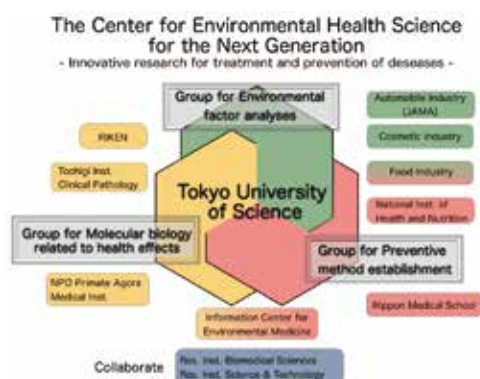 The Center for Environmental Health Science
for the Next Generation
- Innovative research for treatment and prevention of deseases -
Group for Environmental
factor analyses
Automobile Industry
(JAMA)
RIKEN
Cosmetic Industry
Tochigi Inst.
Clinical Pathology
Food Industry
Tokyo University
of Science
National Inst. of
Health and Nutrition
Group for Molecular biology
related to health effects
Group for Preventive
method establishment
NPO Primate Agora
Medical Inst.
Nippon Medical School
Information Center for
Environmental Medicine
Collaborate
Res. Inst. Biomedical Sciences
Res. Inst. Science & Technology